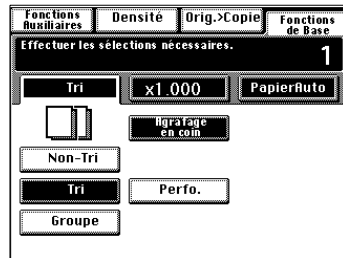 Fonctions
Auxiliaires
Densité
Orig.>Copie
Fonctions
de Base
Effectuer les sélections nécessaires.
1
Tri
x1.000
PapierAuto
Agrafage
en coin
Non-Tri
Tri
Perfo.
Groupe